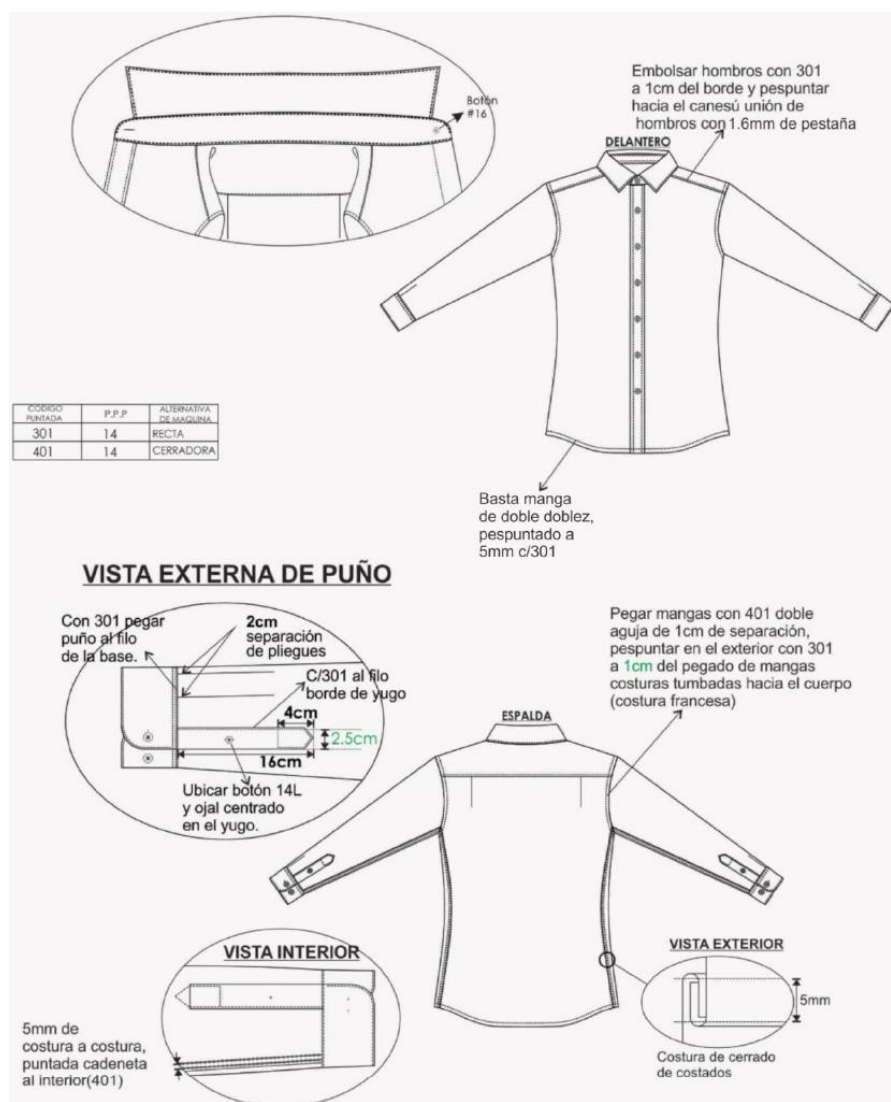 Botón
#16
Embolsar hombros con 301
a 1cm del borde y pespuntar
hacia el canesú unión de
hombros con 1.6mm de pestaña
DELANTERO
CODIGO PUNTADA P.P.P ALTERNATIVA DE MAQUINA
301 14 RECTA
401 14 CERRADORA
Basta manga
de doble doblez,
pespuntado a
5mm c/301
VISTA EXTERNA DE PUÑO
Con 301 pegar
puño al filo
de la base.
2cm
separación
de pliegues
C/301 al filo
borde de yugo
4cm
2.5cm
16cm
Ubicar botón 14L
y ojal centrado
en el yugo.
Pegar mangas con 401 doble
aguja de 1cm de separación,
pespuntar en el exterior con 301
a 1cm del pegado de mangas
costuras tumbadas hacia el cuerpo
(costura francesa)
ESPALDA
VISTA INTERIOR
5mm de
costura a costura,
puntada cadeneta
al interior(401)
VISTA EXTERIOR
5mm
Costura de cerrado
de costados